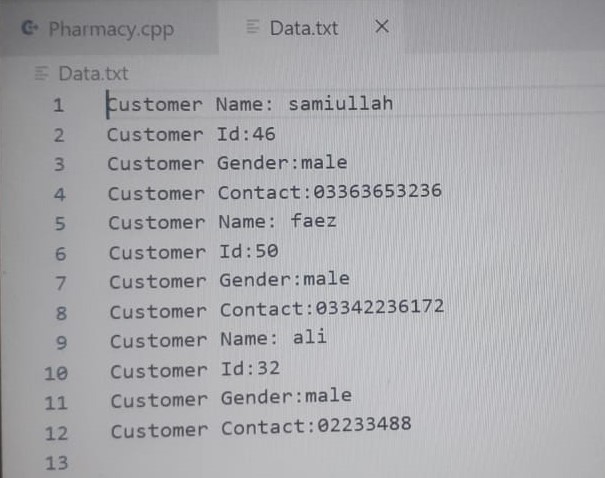 Pharmacy.cpp Data.txt ×
Data.txt
1 Customer Name: samiullah
2 Customer Id:46
3 Customer Gender:male
4 Customer Contact:03363653236
5 Customer Name: faez
6 Customer Id:50
7 Customer Gender:male
8 Customer Contact:03342236172
9 Customer Name: ali
10 Customer Id:32
11 Customer Gender:male
12 Customer Contact:02233488
13